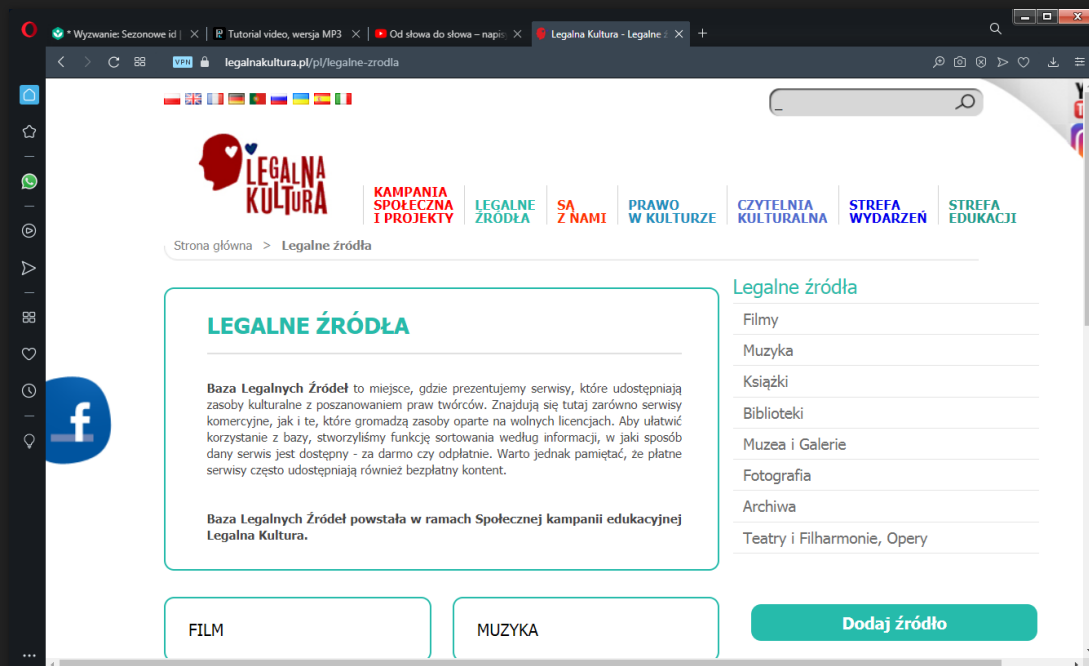 * Wyzwanie: Sezonowe id
Tutorial video, wersja MP3
Od słowa do słowa – napis
Legalna Kultura - Legalne ź
VPN
legalnakultura.pl/pl/legalne-zrodla
LEGALNA
KULTURA
KAMPANIA
SPOŁECZNA
I PROJEKTY
LEGALNE
ŹRÓDŁA
SĄ
Z NAMI
PRAWO
W KULTURZE
CZYTELNIA
KULTURALNA
STREFA
WYDARZEŃ
STREFA
EDUKACJI
Strona główna > Legalne źródła
LEGALNE ŹRÓDŁA
Baza Legalnych Źródeł to miejsce, gdzie prezentujemy serwisy, które udostępniają
zasoby kulturalne z poszanowaniem praw twórców. Znajdują się tutaj zarówno serwisy
komercyjne, jak i te, które gromadzą zasoby oparte na wolnych licencjach. Aby ułatwić
korzystanie z bazy, stworzyliśmy funkcję sortowania według informacji, w jaki sposób
dany serwis jest dostępny - za darmo czy odpłatnie. Warto jednak pamiętać, że płatne
serwisy często udostępniają również bezpłatny kontent.
Baza Legalnych Źródeł powstała w ramach Społecznej kampanii edukacyjnej
Legalna Kultura.
Legalne źródła
Filmy
Muzyka
Książki
Biblioteki
Muzea i Galerie
Fotografia
Archiwa
Teatry i Filharmonie, Opery
Dodaj źródło
FILM
MUZYKA